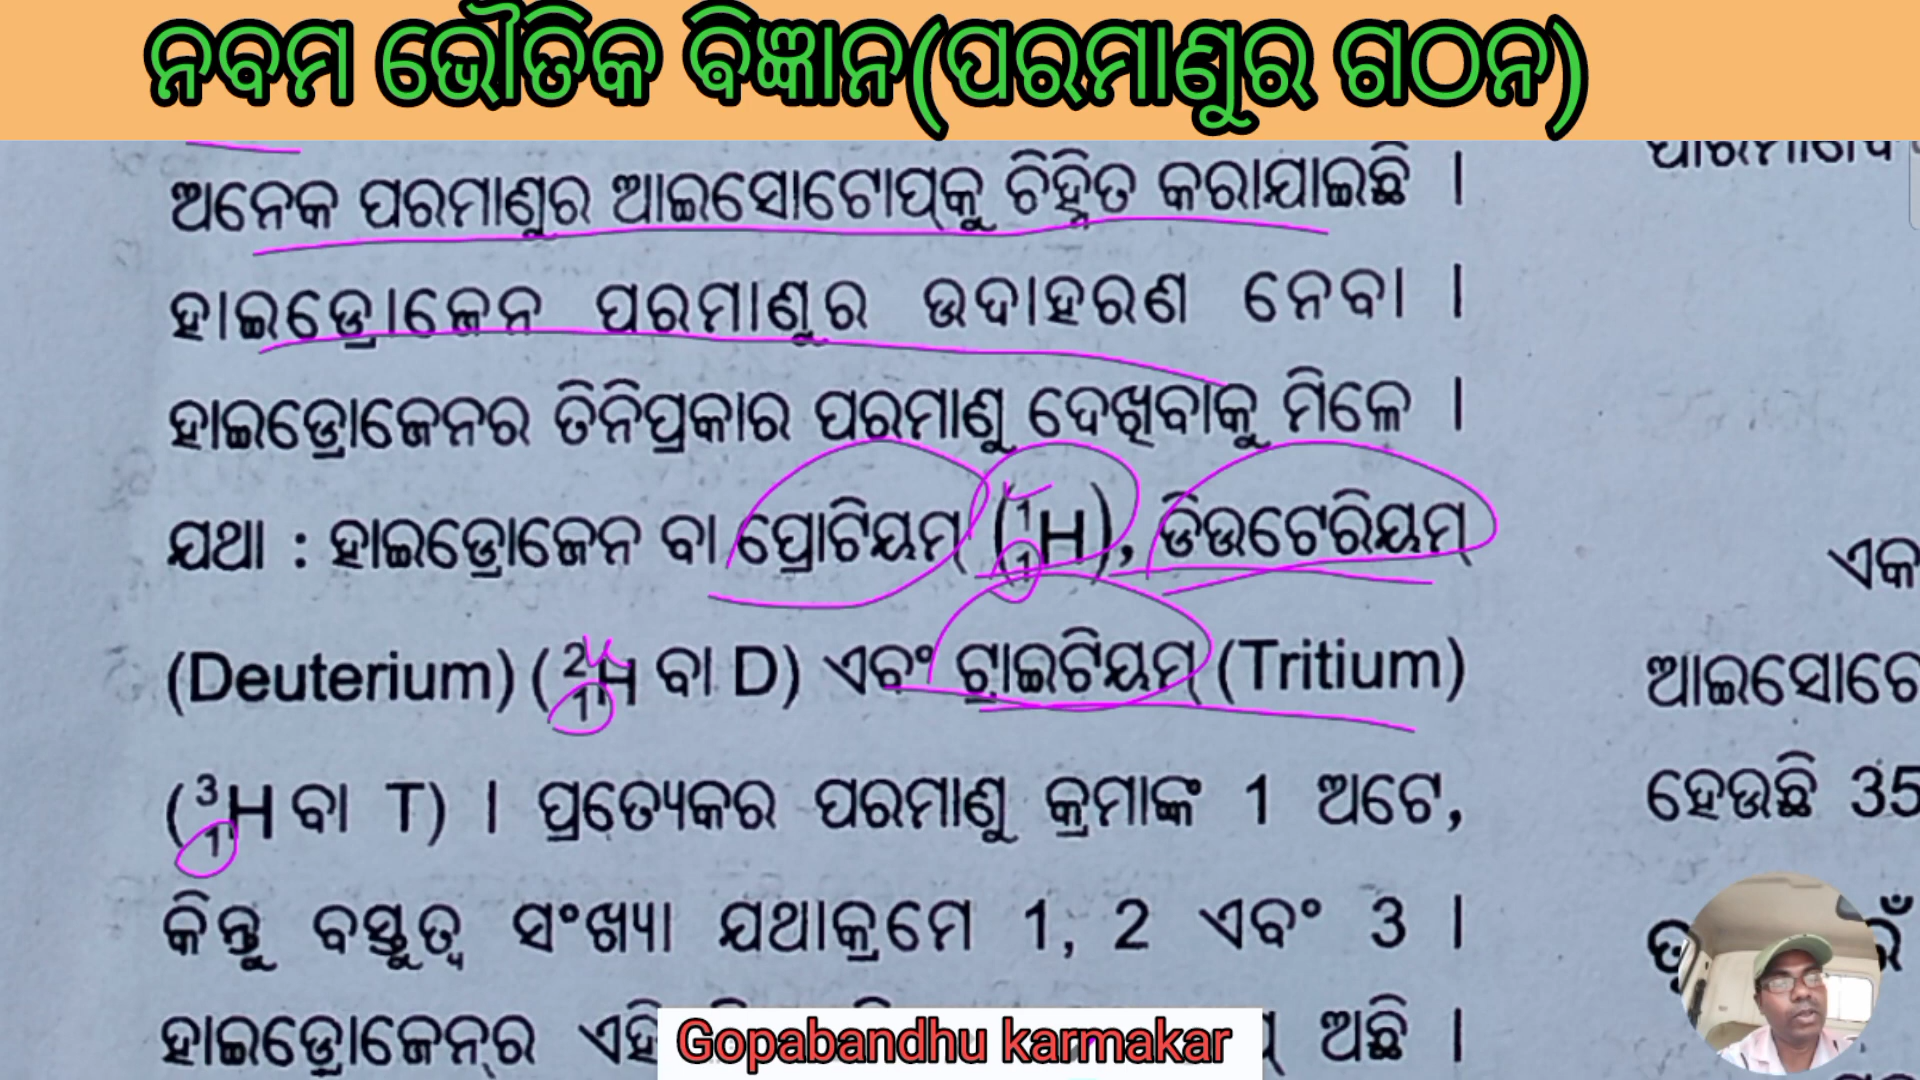 ନବମ ଭୌତିକ ବିଜ୍ଞାନ(ପରମାଣୁର ଗଠନ)
ଅନେକ ପରମାଣୁର ଆଇସୋଟୋପ୍‌କୁ ଚିହ୍ନିତ କରାଯାଇଛି ।
ହାଇଡ୍ରୋଜେନ ପରମାଣୁର ଉଦାହରଣ ନେବା ।
ହାଇଡ୍ରୋଜେନର ତିନିପ୍ରକାର ପରମାଣୁ ଦେଖିବାକୁ ମିଳେ ।
ଯଥା : ହାଇଡ୍ରୋଜେନ ବା ପ୍ରୋଟିୟମ୍ (¹₁H), ଡିଉଟେରିୟମ୍
(Deuterium) (²₁H ବା D) ଏବଂ ଟ୍ରାଇଟିୟମ୍ (Tritium)
(³₁H ବା T) । ପ୍ରତ୍ୟେକର ପରମାଣୁ କ୍ରମାଙ୍କ 1 ଅଟେ,
କିନ୍ତୁ ବସ୍ତୁତ୍ୱ ସଂଖ୍ୟା ଯଥାକ୍ରମେ 1, 2 ଏବଂ 3 ।
ହାଇଡ୍ରୋଜେନ୍‌ର ଏହି ଅଛି ।
ଏକ
ହେଉଛି 35
Gopabandhu karmakar